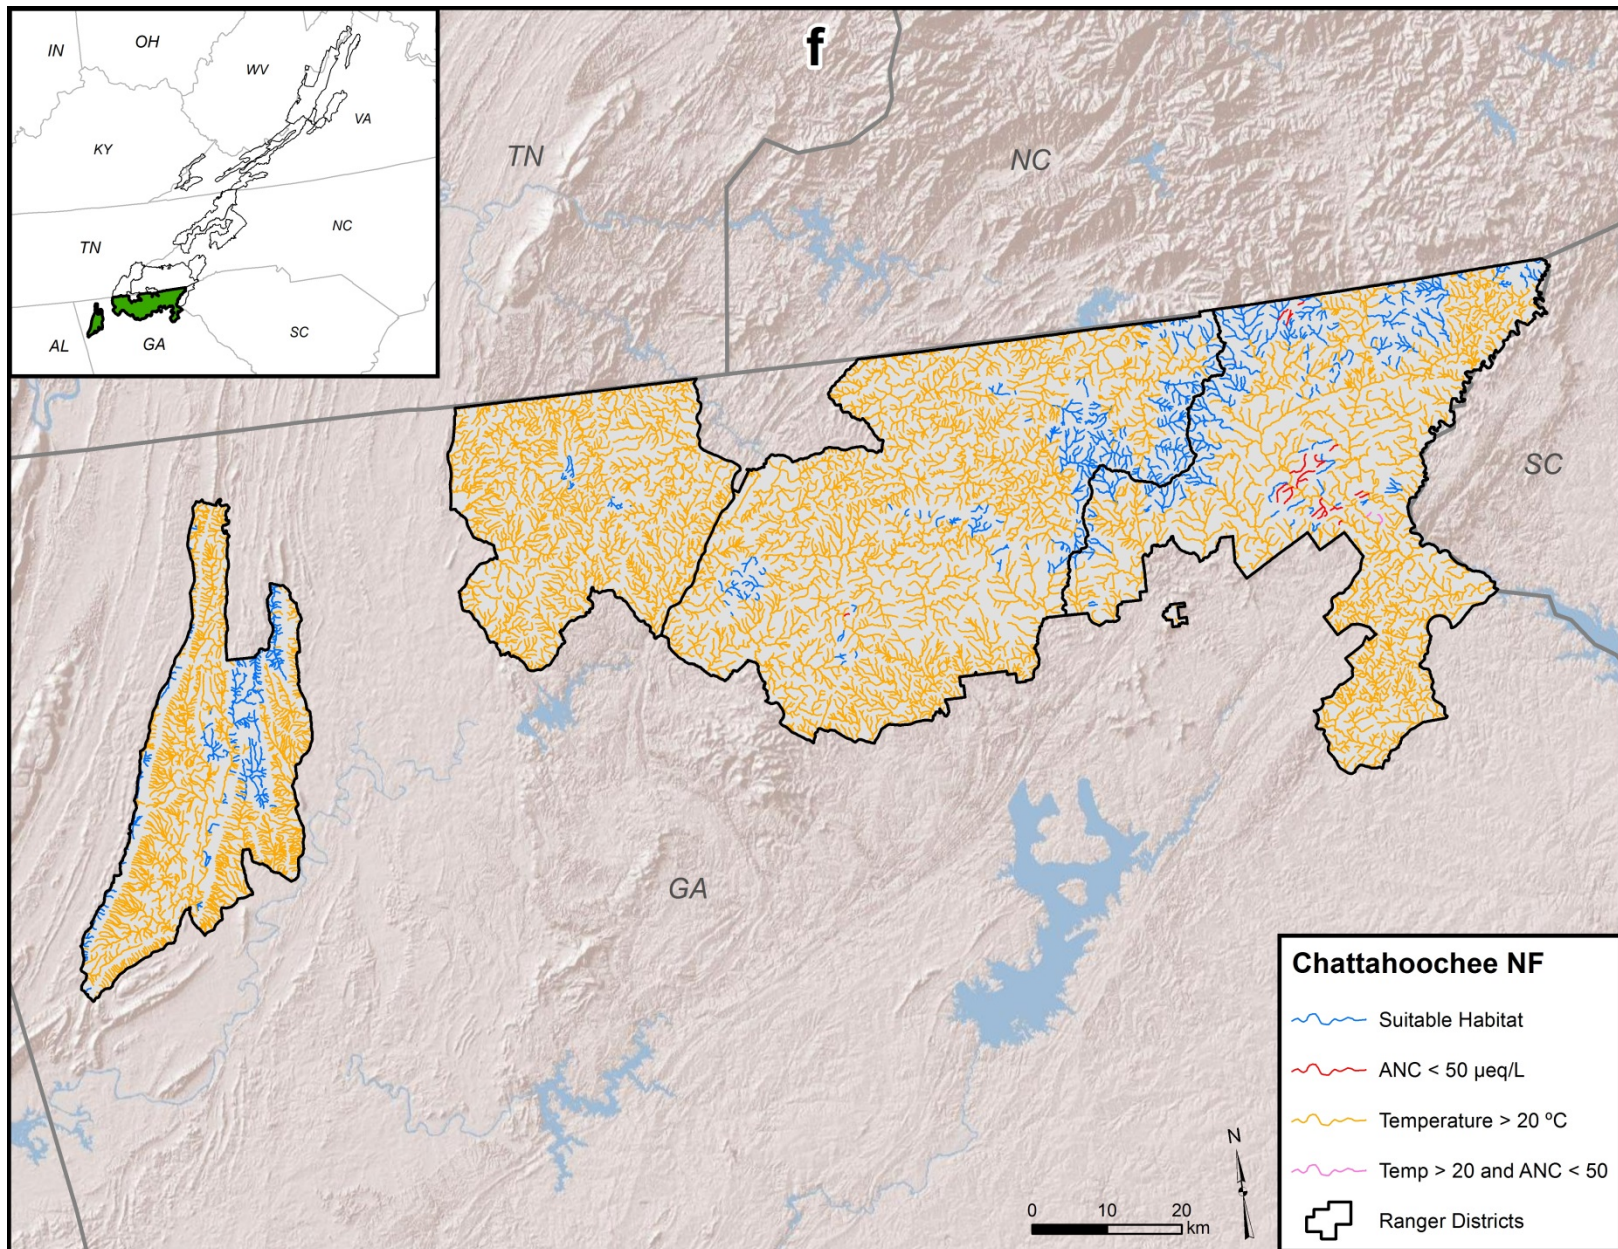 f
IN
OH
WV
VA
KY
NC
TN
SC
AL
GA
TN
NC
SC
GA
Chattahoochee NF
Suitable Habitat
ANC < 50 µeq/L
Temperature > 20 ºC
Temp > 20 and ANC < 50
Ranger Districts
N
0 10 20
km